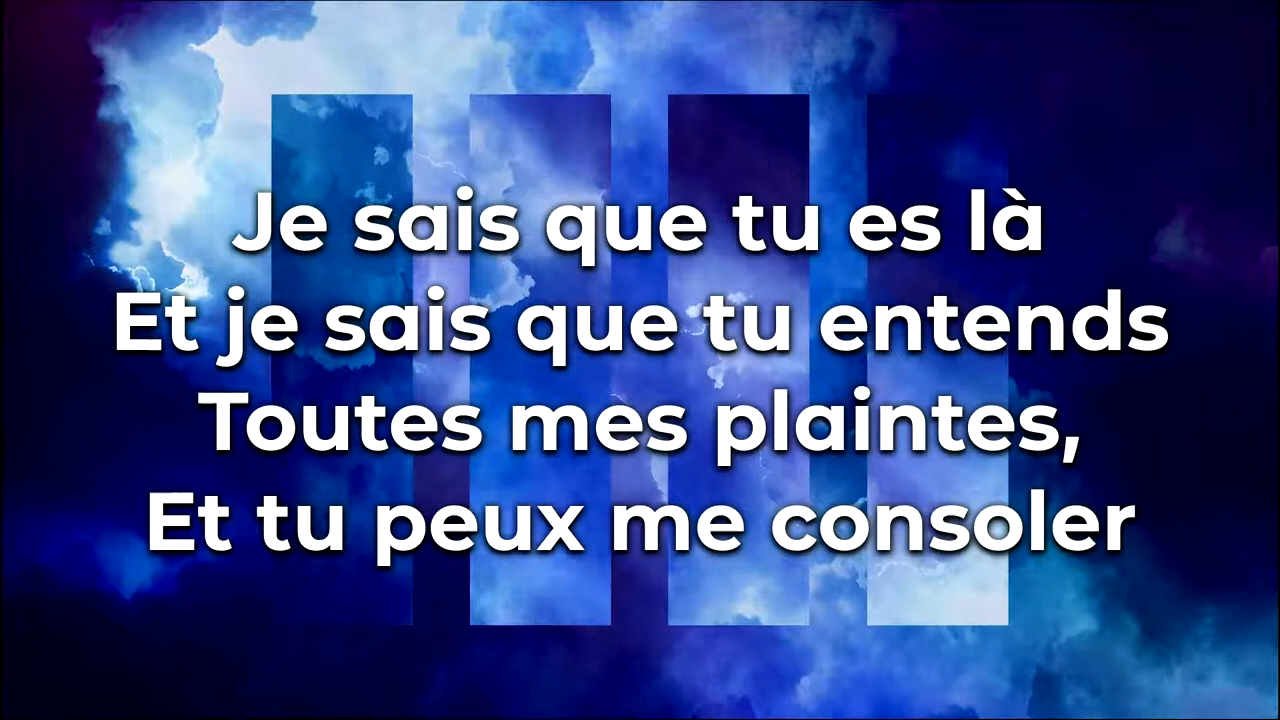 Je sais que tu es là
Et je sais que tu entends
Toutes mes plaintes,
Et tu peux me consoler